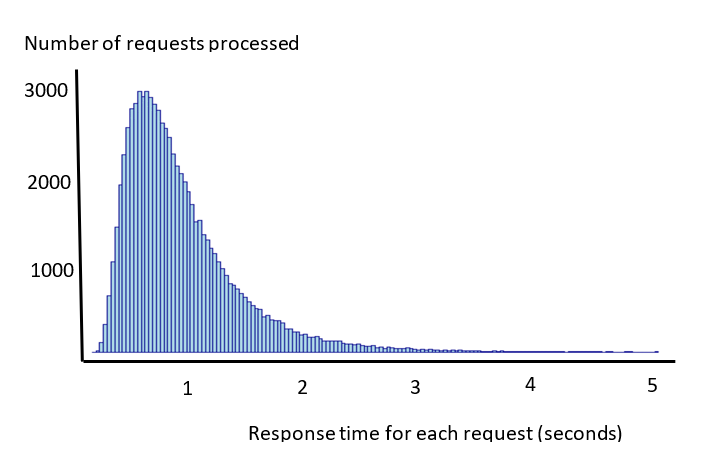 Number of requests processed
3000
2000
1000
1 2 3 4 5
Response time for each request (seconds)